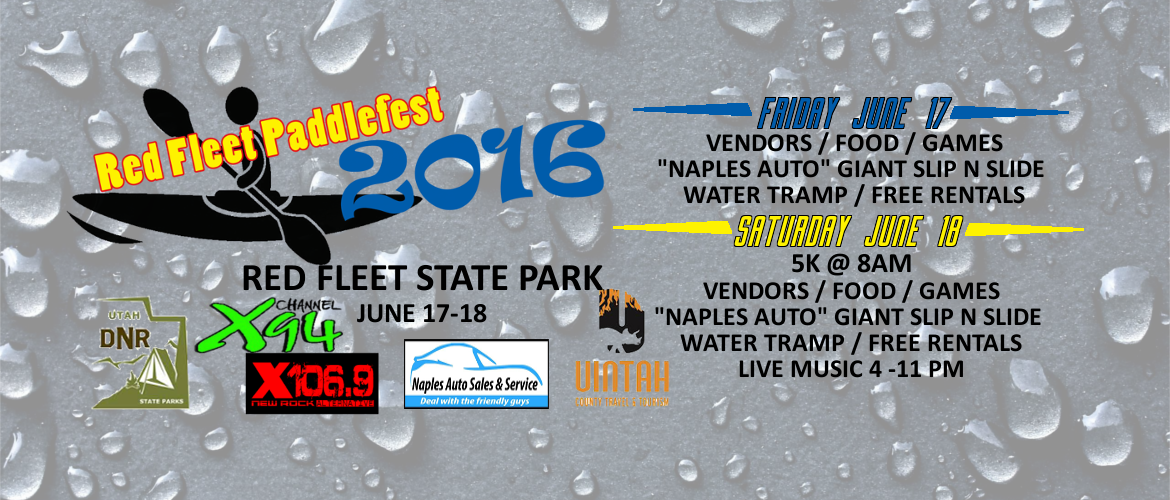 Red Fleet Paddlefest
2016
RED FLEET STATE PARK
JUNE 17-18
UTAH
DNR
STATE PARKS
CHANNEL
X94
X106.9
NEW ROCK ALTERNATIVE
Naples Auto Sales & Service
Deal with the friendly guys
UINTAH
FRIDAY JUNE 17
VENDORS / FOOD / GAMES
"NAPLES AUTO" GIANT SLIP N SLIDE
WATER TRAMP / FREE RENTALS
SATURDAY JUNE 18
5K @ 8AM
VENDORS / FOOD / GAMES
"NAPLES AUTO" GIANT SLIP N SLIDE
WATER TRAMP / FREE RENTALS
LIVE MUSIC 4 -11 PM